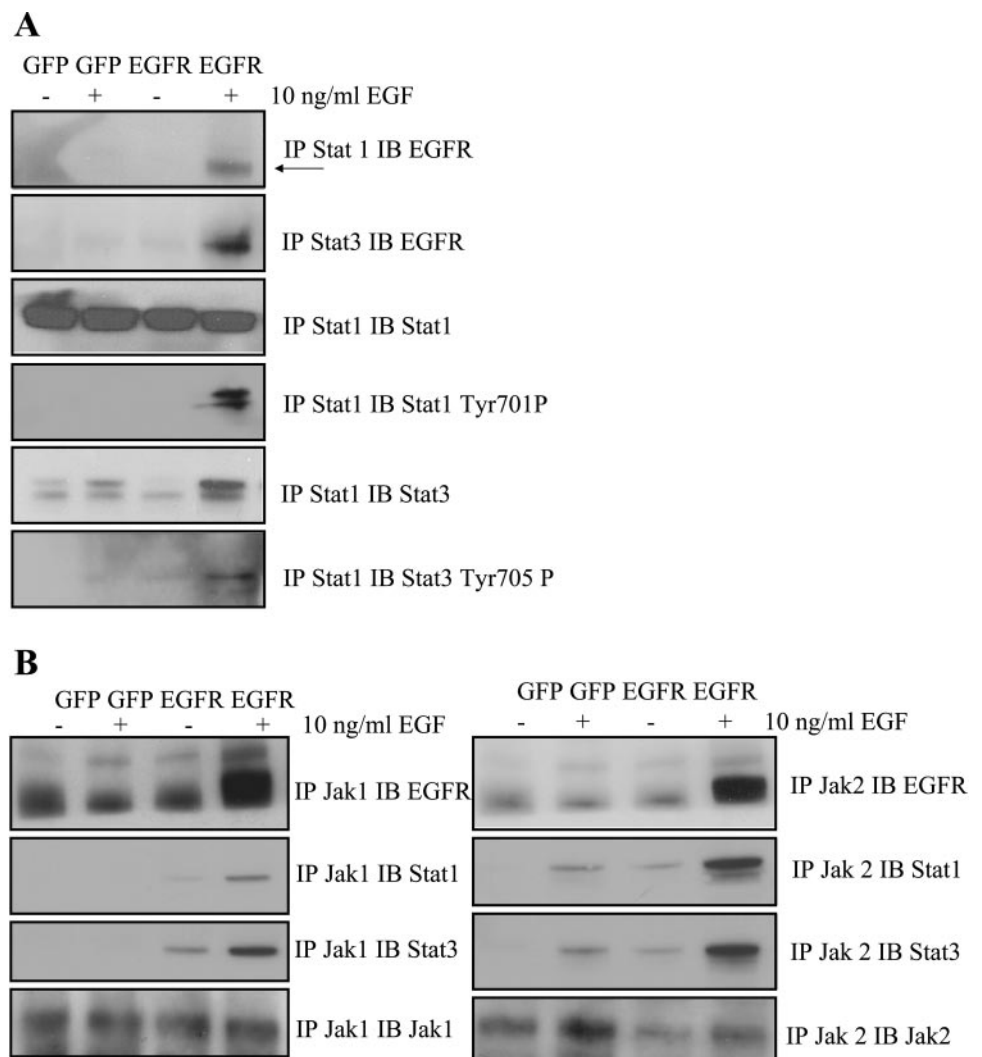 A
GFP GFP EGFR EGFR
- + - + 10 ng/ml EGF
IP Stat 1 IB EGFR
IP Stat3 IB EGFR
IP Stat1 IB Stat1
IP Stat1 IB Stat1 Tyr701P
IP Stat1 IB Stat3
IP Stat1 IB Stat3 Tyr705 P
B
GFP GFP EGFR EGFR
- + - + 10 ng/ml EGF
IP Jak1 IB EGFR
IP Jak1 IB Stat1
IP Jak1 IB Stat3
IP Jak1 IB Jak1
GFP GFP EGFR EGFR
- + - + 10 ng/ml EGF
IP Jak2 IB EGFR
IP Jak 2 IB Stat1
IP Jak 2 IB Stat3
IP Jak 2 IB Jak2